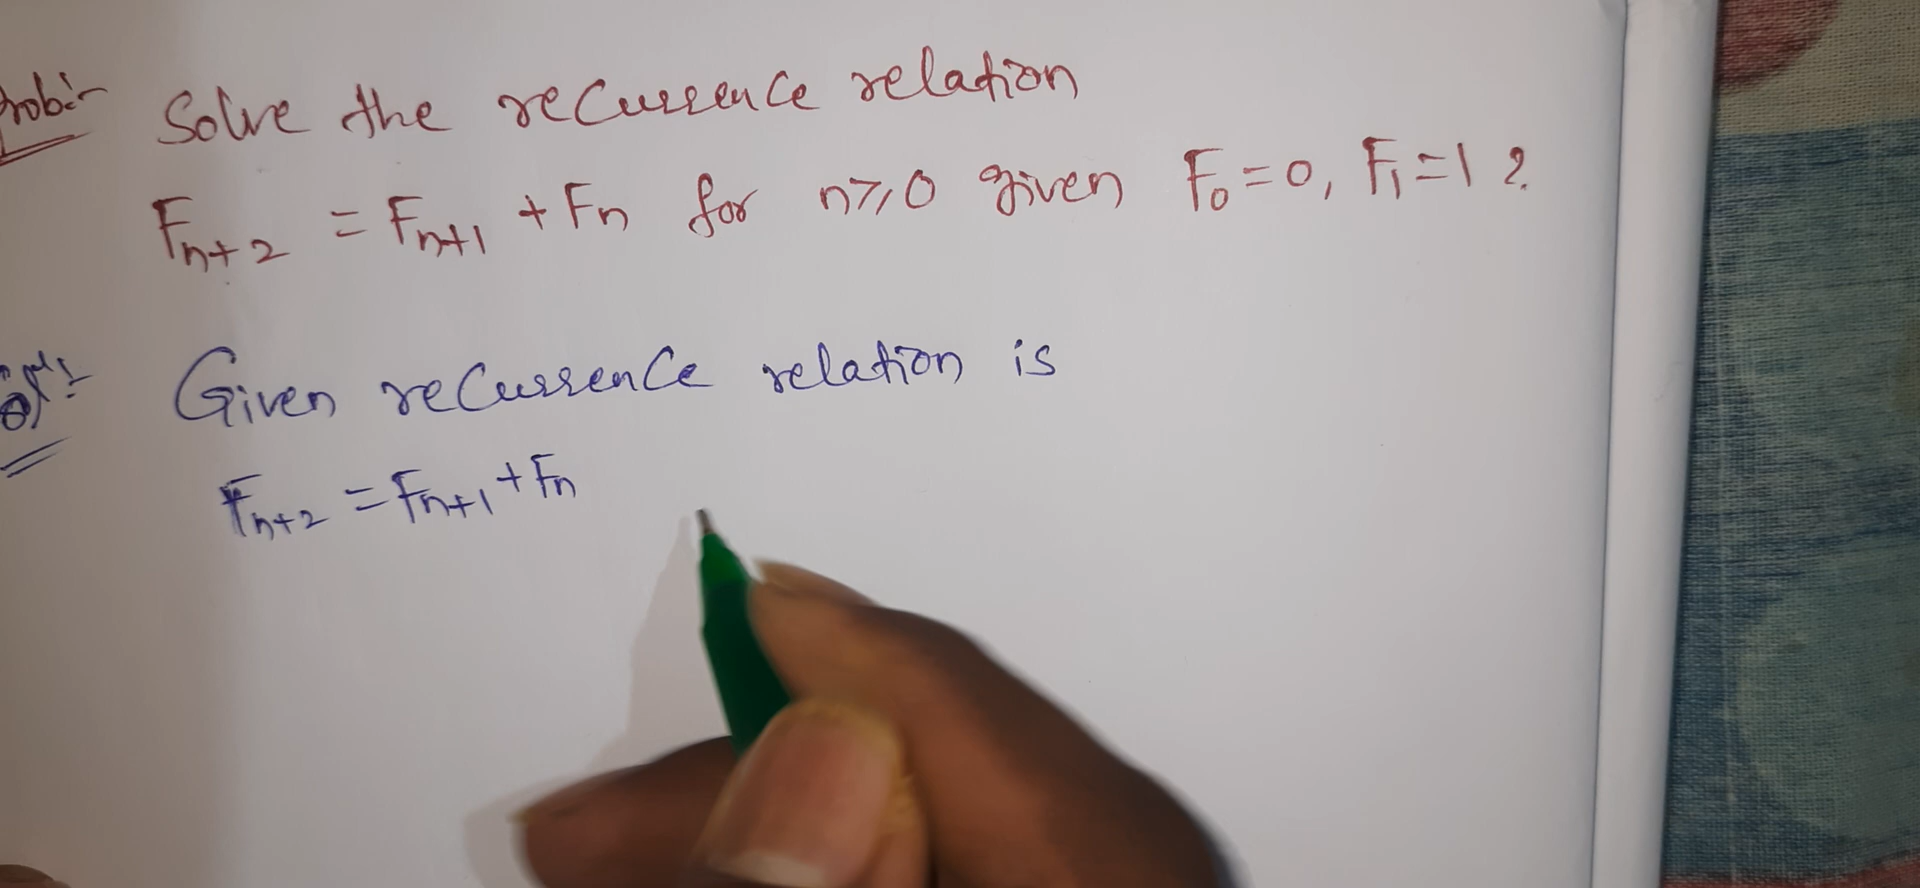 Solve the recurrence relation
Fn+2 = Fn+1 + Fn for n≥0 given F0=0, F1=1 ?
Given recurrence relation is
Fn+2 = Fn+1 + Fn